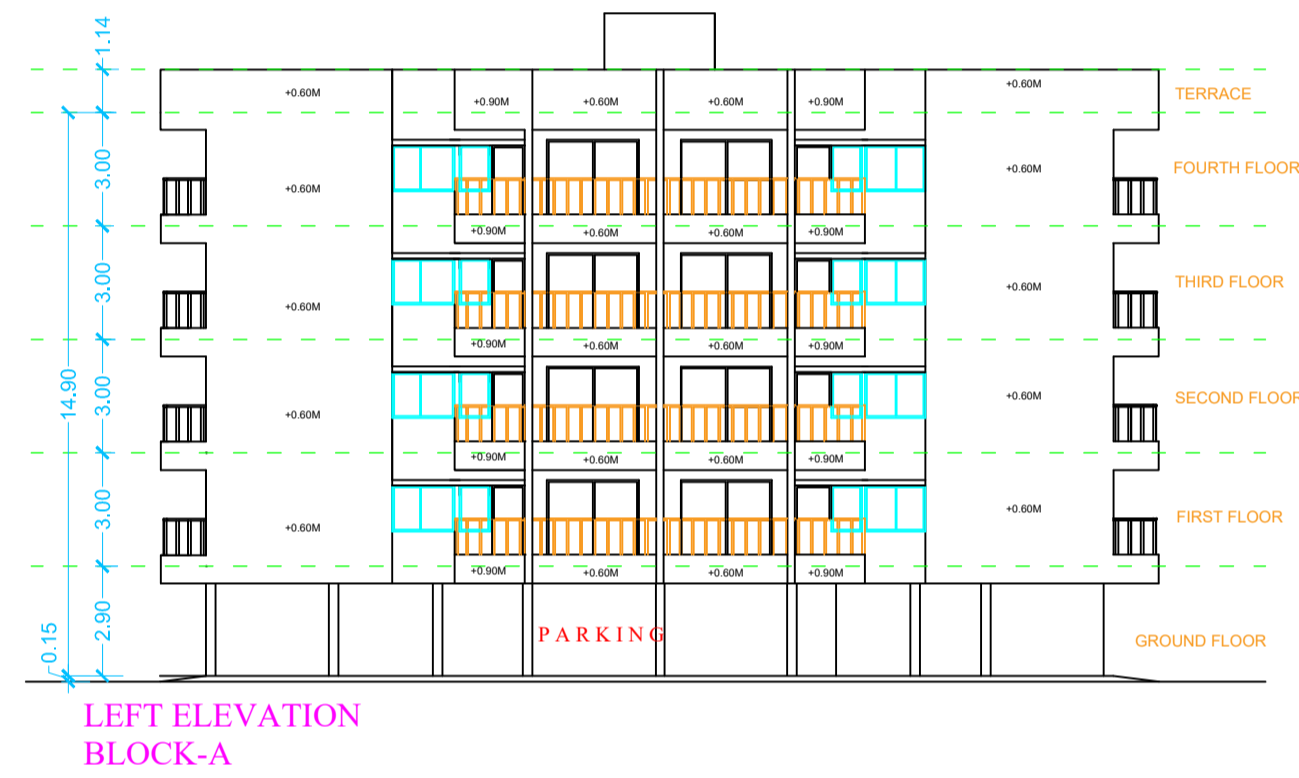 1.14
+0.60M
+0.90M
+0.60M
+0.60M
+0.90M
+0.60M
TERRACE
3.00
+0.60M
+0.60M
FOURTH FLOOR
+0.90M
+0.60M
+0.60M
+0.90M
3.00
+0.60M
+0.60M
THIRD FLOOR
+0.90M
+0.60M
+0.60M
+0.90M
14.90
3.00
+0.60M
+0.60M
SECOND FLOOR
+0.90M
+0.60M
+0.60M
+0.90M
3.00
+0.60M
+0.60M
FIRST FLOOR
+0.90M
+0.60M
+0.60M
+0.90M
0.15
2.90
PARKING
GROUND FLOOR
LEFT ELEVATION
BLOCK-A